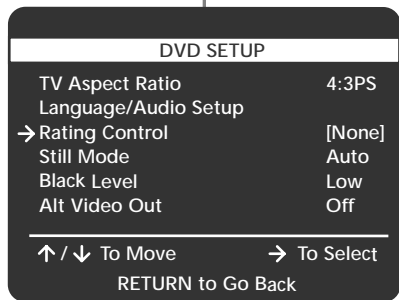 DVD SETUP
TV Aspect Ratio 4:3PS
Language/Audio Setup
→ Rating Control [None]
Still Mode Auto
Black Level Low
Alt Video Out Off
↑ / ↓ To Move → To Select
RETURN to Go Back